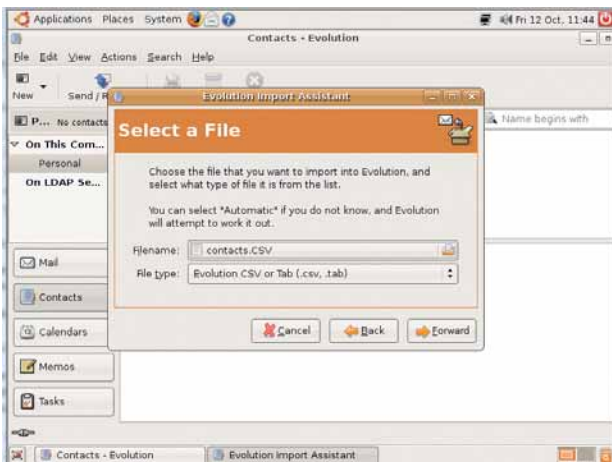 Applications Places System
Fri 12 Oct, 11:44
Contacts - Evolution
File Edit View Actions Search Help
New
Send / R
Evolution Import Assistant
P... No contacts
Name begins with
On This Com...
Personal
On LDAP Se...
Select a File
Choose the file that you want to import into Evolution, and
select what type of file it is from the list.
You can select "Automatic" if you do not know, and Evolution
will attempt to work it out.
Filename: contacts.CSV
File type: Evolution CSV or Tab (.csv, .tab)
Cancel Back Forward
Mail
Contacts
Calendars
Memos
Tasks
Contacts - Evolution
Evolution Import Assistant